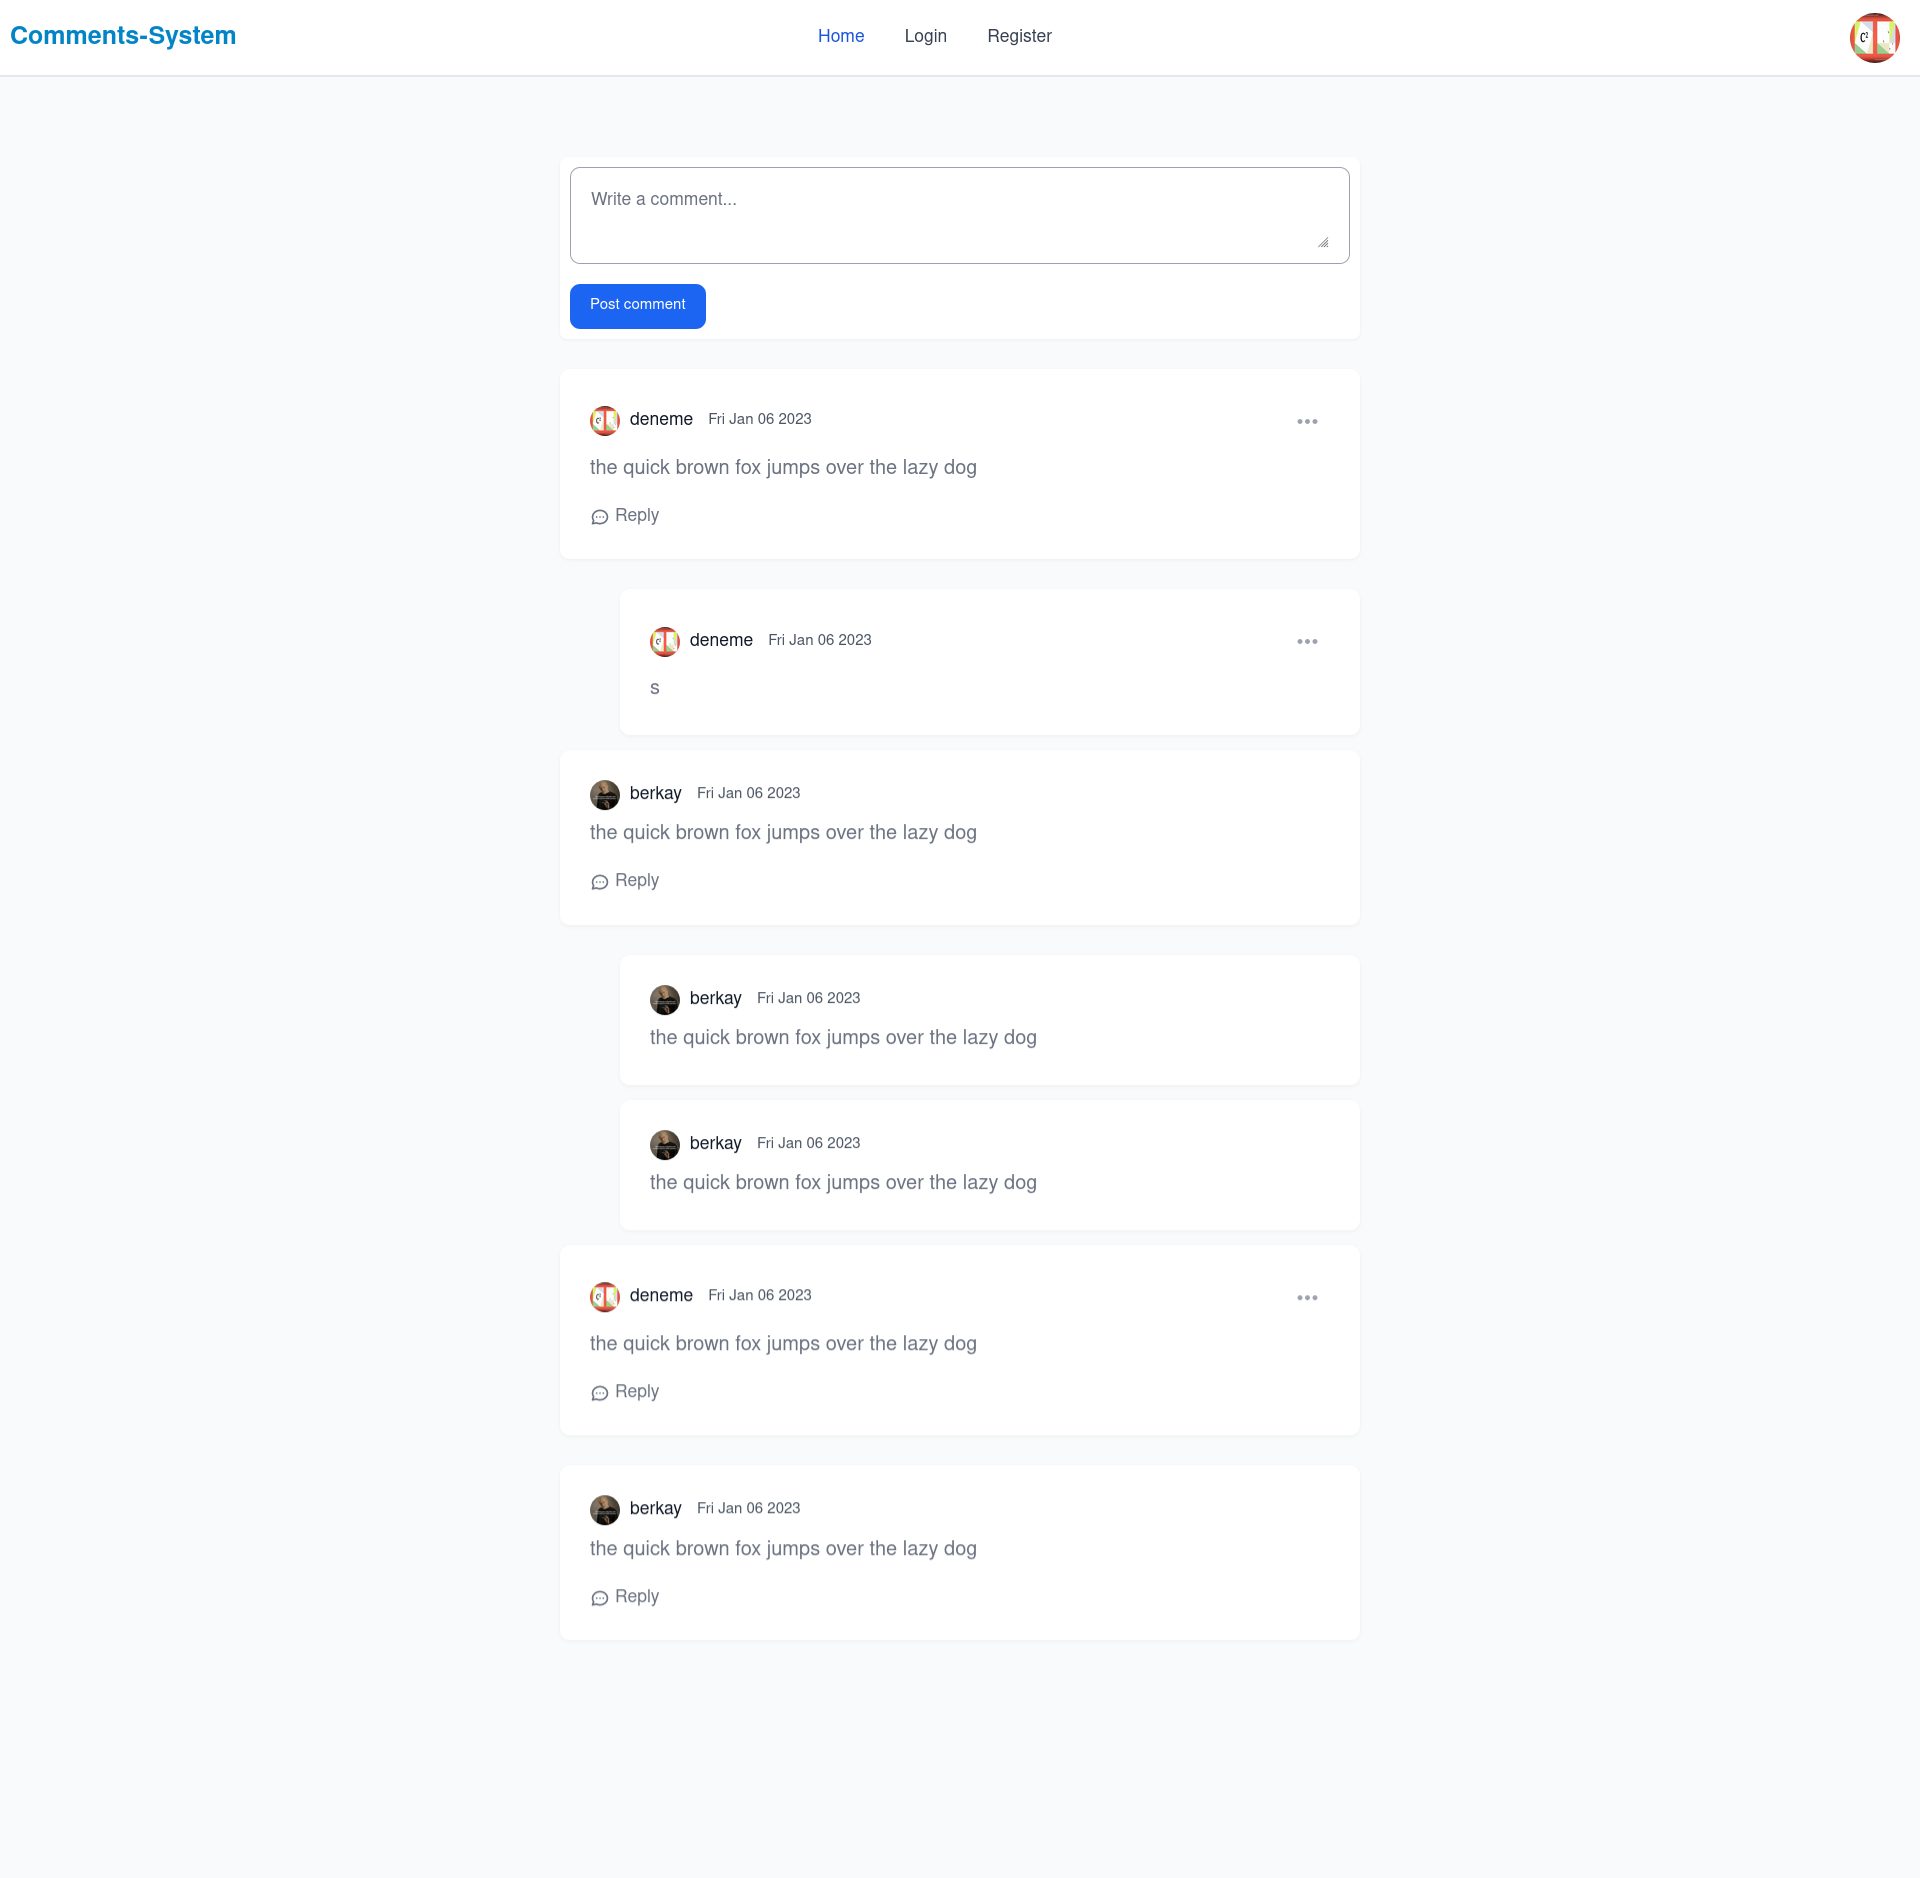 Comments-System
Home Login Register
Write a comment...
Post comment
deneme Fri Jan 06 2023
the quick brown fox jumps over the lazy dog
Reply
deneme Fri Jan 06 2023
s
berkay Fri Jan 06 2023
the quick brown fox jumps over the lazy dog
Reply
berkay Fri Jan 06 2023
the quick brown fox jumps over the lazy dog
berkay Fri Jan 06 2023
the quick brown fox jumps over the lazy dog
deneme Fri Jan 06 2023
the quick brown fox jumps over the lazy dog
Reply
berkay Fri Jan 06 2023
the quick brown fox jumps over the lazy dog
Reply